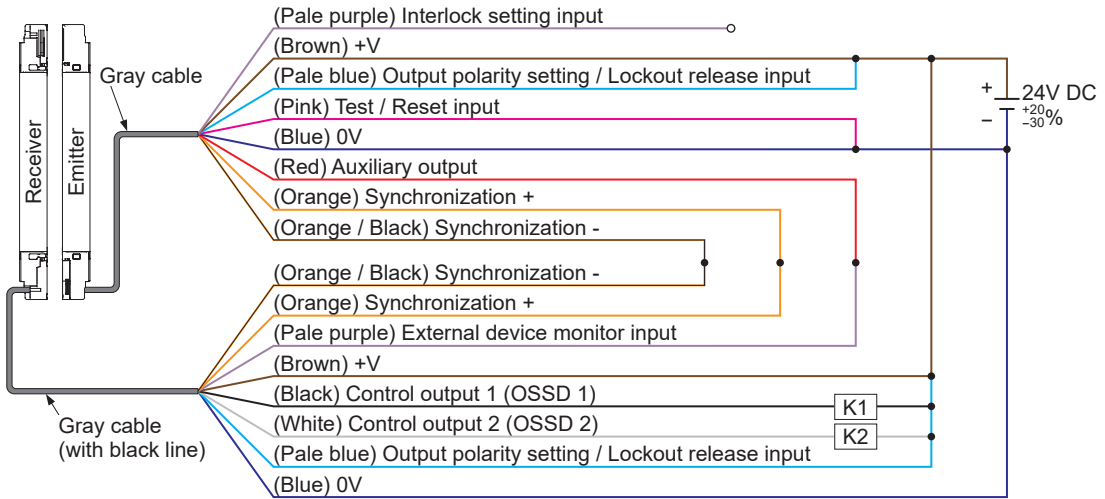 (Pale purple) Interlock setting input
(Brown) +V
Gray cable
(Pale blue) Output polarity setting / Lockout release input
(Pink) Test / Reset input
(Blue) 0V
(Red) Auxiliary output
(Orange) Synchronization +
(Orange / Black) Synchronization -
+
−
24V DC
+20
−30%
Receiver
Emitter
(Orange / Black) Synchronization -
(Orange) Synchronization +
(Pale purple) External device monitor input
(Brown) +V
(Black) Control output 1 (OSSD 1)
K1
(White) Control output 2 (OSSD 2)
K2
(Pale blue) Output polarity setting / Lockout release input
(Blue) 0V
Gray cable
(with black line)